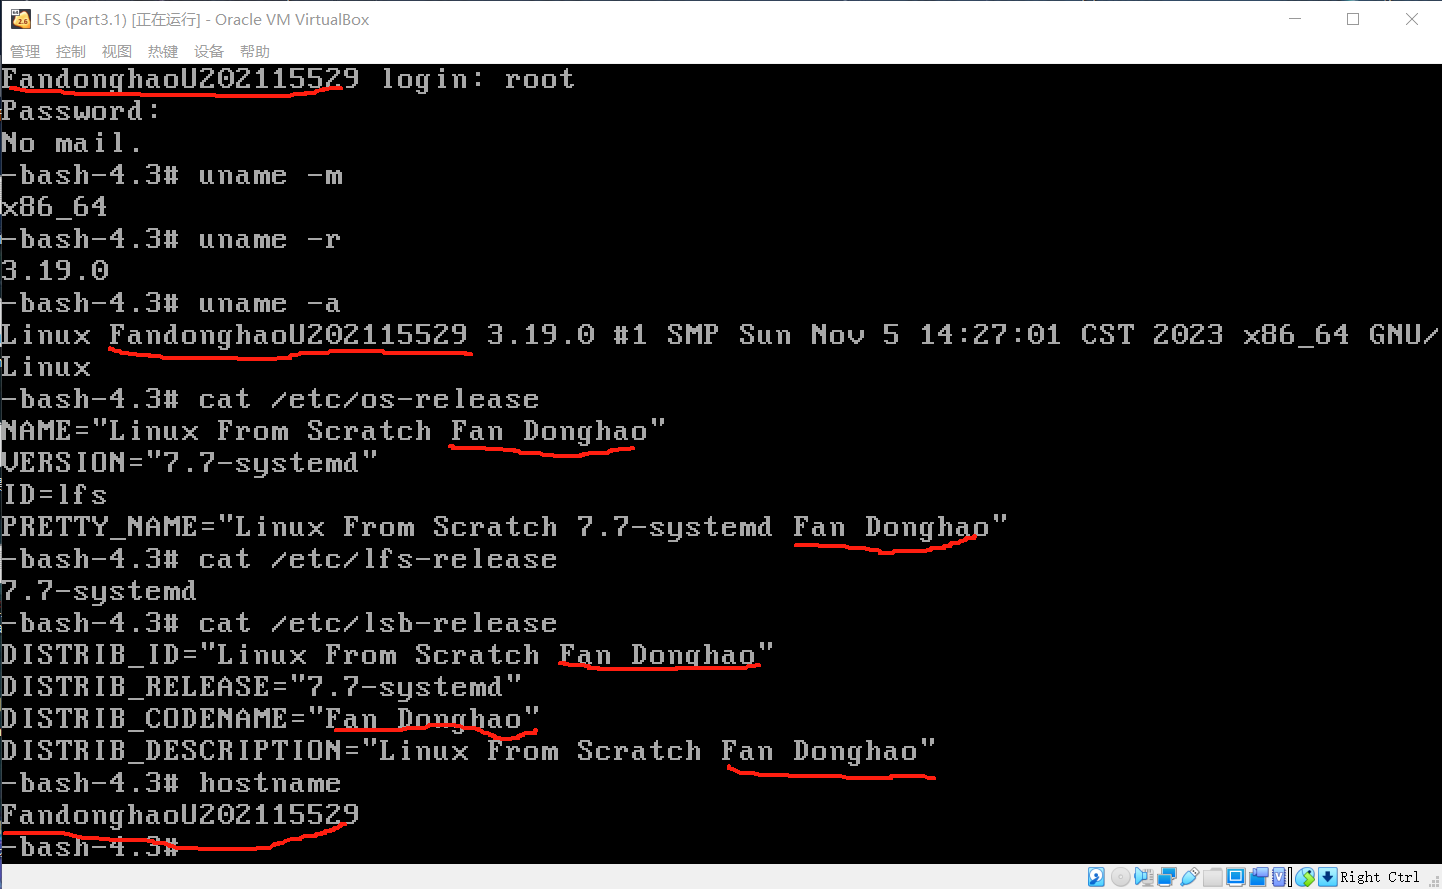 LFS (part3.1) [正在运行] - Oracle VM VirtualBox
管理 控制 视图 热键 设备 帮助
FandonghaoU202115529 login: root
Password:
No mail.
-bash-4.3# uname -m
x86_64
-bash-4.3# uname -r
3.19.0
-bash-4.3# uname -a
Linux FandonghaoU202115529 3.19.0 #1 SMP Sun Nov 5 14:27:01 CST 2023 x86_64 GNU/
Linux
-bash-4.3# cat /etc/os-release
NAME="Linux From Scratch Fan Donghao"
VERSION="7.7-systemd"
ID=lfs
PRETTY_NAME="Linux From Scratch 7.7-systemd Fan Donghao"
-bash-4.3# cat /etc/lfs-release
7.7-systemd
-bash-4.3# cat /etc/lsb-release
DISTRIB_ID="Linux From Scratch Fan Donghao"
DISTRIB_RELEASE="7.7-systemd"
DISTRIB_CODENAME="Fan Donghao"
DISTRIB_DESCRIPTION="Linux From Scratch Fan Donghao"
-bash-4.3# hostname
FandonghaoU202115529
-bash-4.3#
Right Ctrl